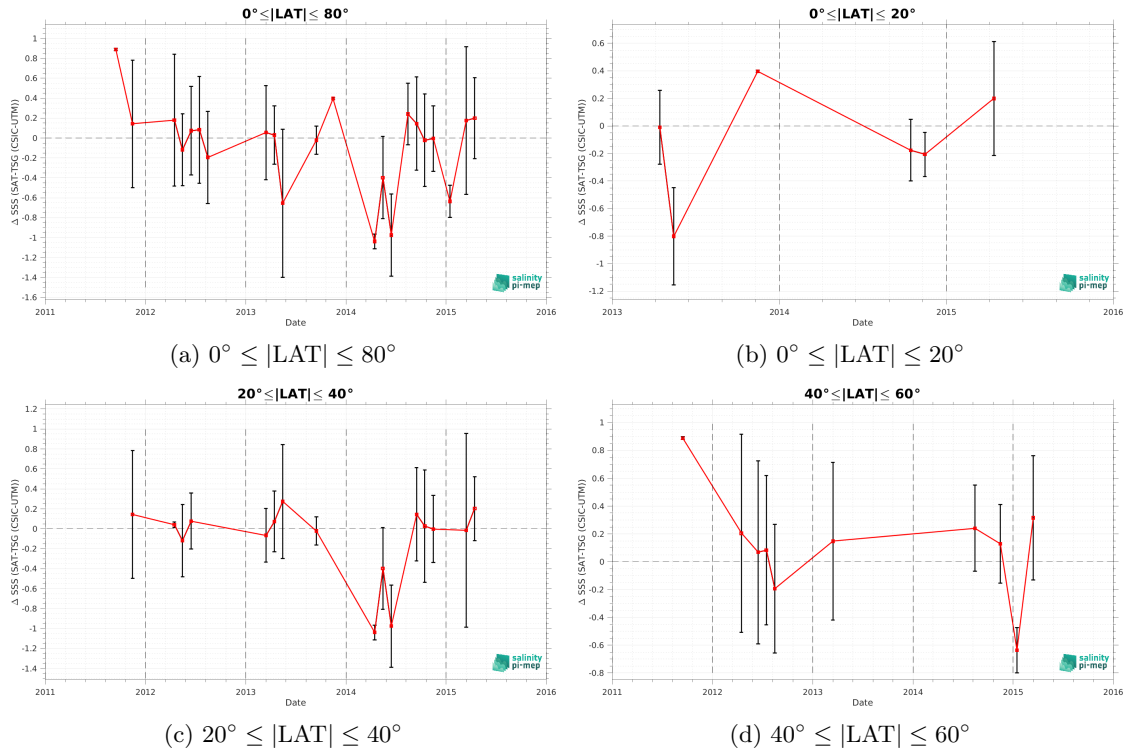 0°≤|LAT|≤ 80°
Δ SSS (SAT-TSG (CSIC-UTM))
1
0.8
0.6
0.4
0.2
0
-0.2
-0.4
-0.6
-0.8
-1
-1.2
-1.4
-1.6
2011 2012 2013 2014 2015 2016
Date
salinity
pi-mep
(a) 0° ≤ |LAT| ≤ 80°
0°≤|LAT|≤ 20°
Δ SSS (SAT-TSG (CSIC-UTM))
0.6
0.4
0.2
0
-0.2
-0.4
-0.6
-0.8
-1
-1.2
2013 2014 2015 2016
Date
salinity
pi-mep
(b) 0° ≤ |LAT| ≤ 20°
20°≤|LAT|≤ 40°
Δ SSS (SAT-TSG (CSIC-UTM))
1.2
1
0.8
0.6
0.4
0.2
0
-0.2
-0.4
-0.6
-0.8
-1
-1.2
-1.4
2011 2012 2013 2014 2015 2016
Date
salinity
pi-mep
(c) 20° ≤ |LAT| ≤ 40°
40°≤|LAT|≤ 60°
Δ SSS (SAT-TSG (CSIC-UTM))
1
0.8
0.6
0.4
0.2
0
-0.2
-0.4
-0.6
-0.8
2011 2012 2013 2014 2015 2016
Date
salinity
pi-mep
(d) 40° ≤ |LAT| ≤ 60°